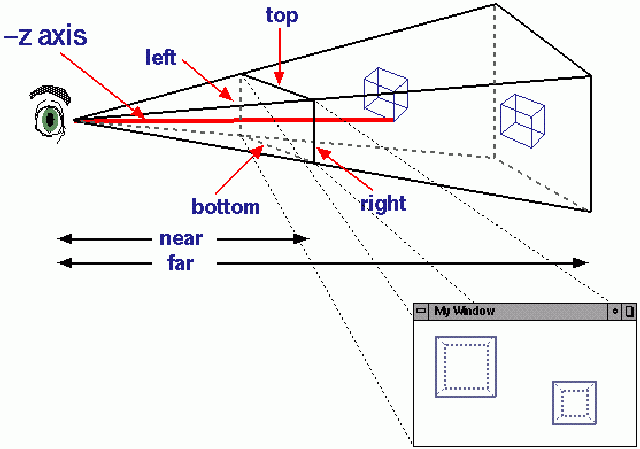 top
–z axis
left
bottom
right
near
far
My Window